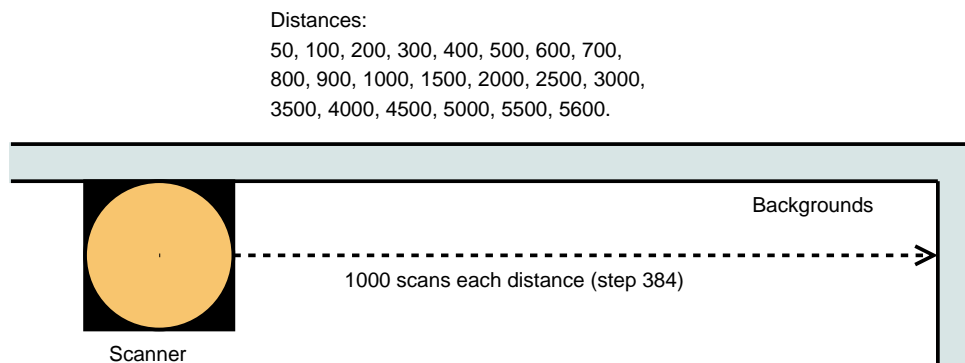 Distances:
50, 100, 200, 300, 400, 500, 600, 700,
800, 900, 1000, 1500, 2000, 2500, 3000,
3500, 4000, 4500, 5000, 5500, 5600.
Backgrounds
1000 scans each distance (step 384)
Scanner